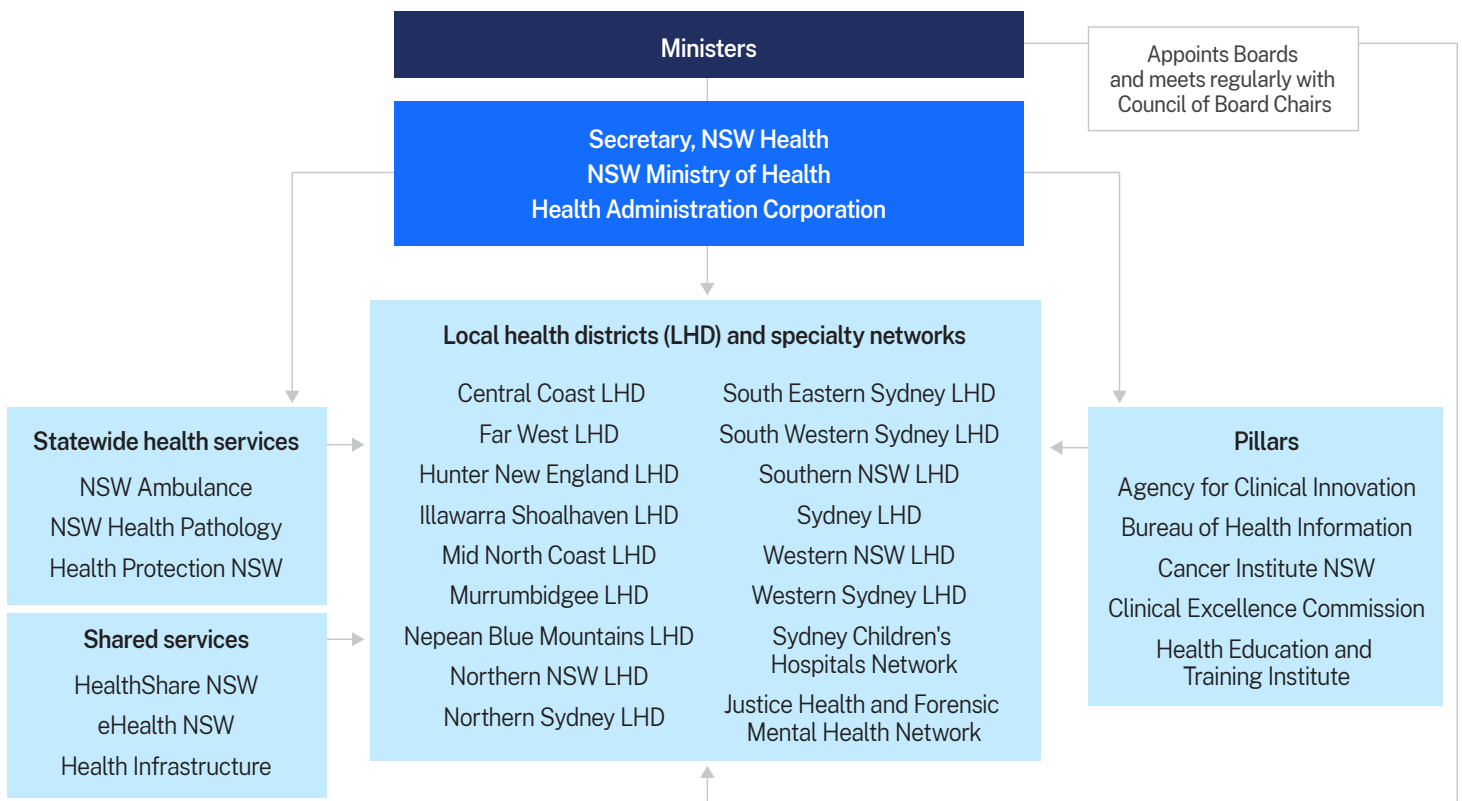 Ministers
Appoints Boards
and meets regularly with
Council of Board Chairs
Secretary, NSW Health
NSW Ministry of Health
Health Administration Corporation
Local health districts (LHD) and specialty networks
Central Coast LHD
Far West LHD
Hunter New England LHD
Illawarra Shoalhaven LHD
Mid North Coast LHD
Murrumbidgee LHD
Nepean Blue Mountains LHD
Northern NSW LHD
Northern Sydney LHD
South Eastern Sydney LHD
South Western Sydney LHD
Southern NSW LHD
Sydney LHD
Western NSW LHD
Western Sydney LHD
Sydney Children's
Hospitals Network
Justice Health and Forensic
Mental Health Network
Statewide health services
NSW Ambulance
NSW Health Pathology
Health Protection NSW
Shared services
HealthShare NSW
eHealth NSW
Health Infrastructure
Pillars
Agency for Clinical Innovation
Bureau of Health Information
Cancer Institute NSW
Clinical Excellence Commission
Health Education and
Training Institute